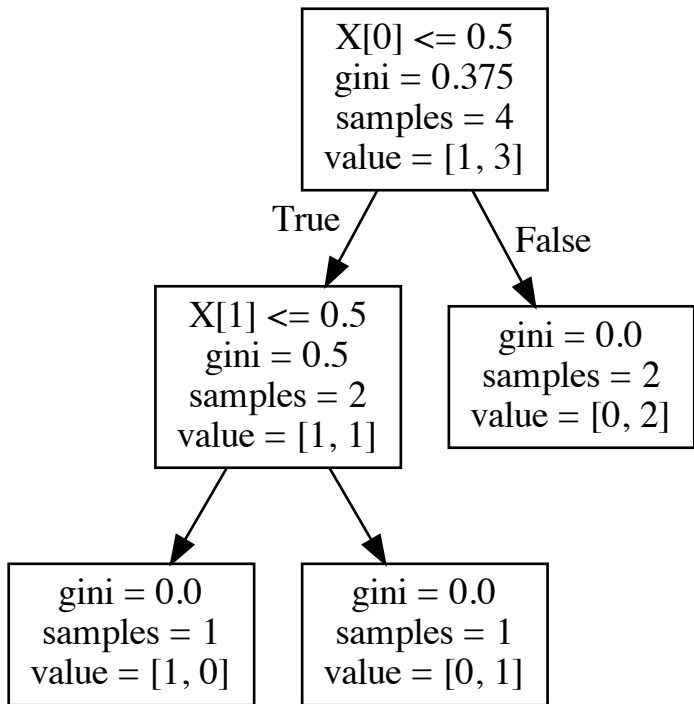 X[0] <= 0.5
gini = 0.375
samples = 4
value = [1, 3]
True
False
X[1] <= 0.5
gini = 0.5
samples = 2
value = [1, 1]
gini = 0.0
samples = 2
value = [0, 2]
gini = 0.0
samples = 1
value = [1, 0]
gini = 0.0
samples = 1
value = [0, 1]